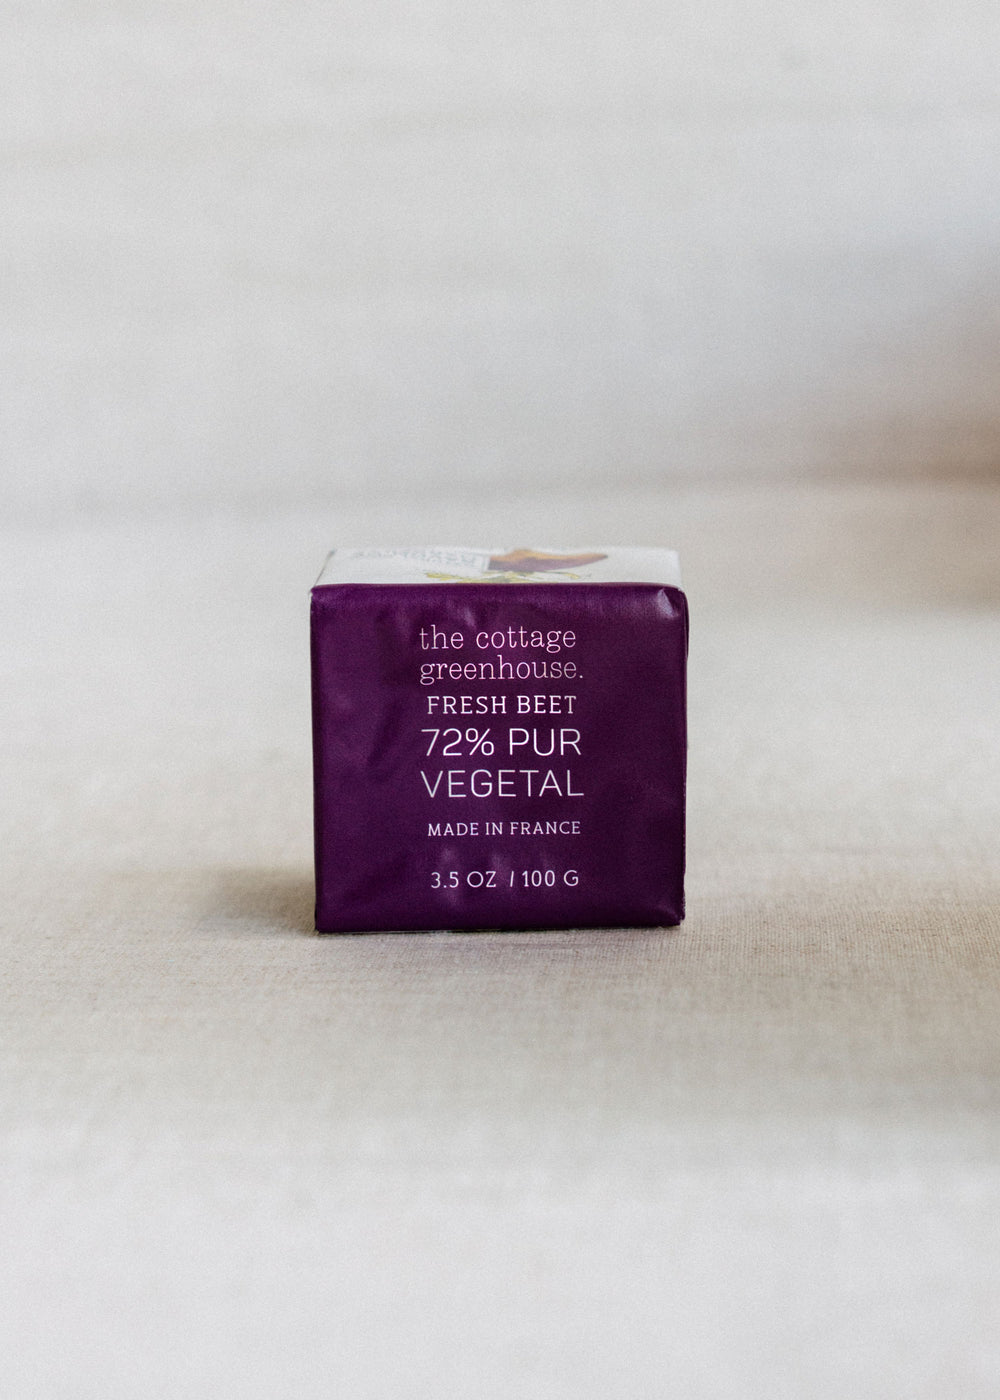 the cottage
greenhouse.
FRESH BEET
72% PUR
VEGETAL
MADE IN FRANCE
3.5 OZ / 100 G